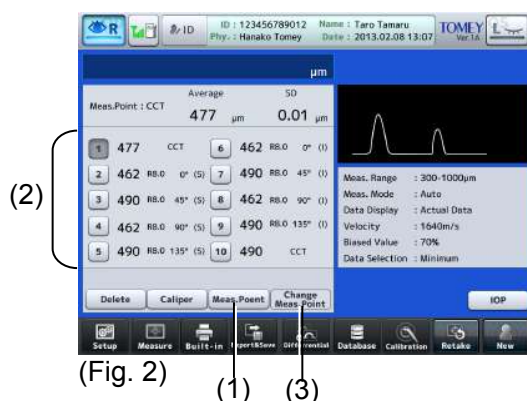 R ID ID : 123456789012 Name : Taro Tamaru TOMEY L
Phy. : Hanako Tomey Date : 2013.02.08 13:07 Ver.1.6
µm
Average SD
Meas.Point : CCT 477 µm 0.01 µm
(2)
1 477 CCT 6 462 R8.0 0° (I)
2 462 R8.0 0° (S) 7 490 R8.0 45° (I)
3 490 R8.0 45° (S) 8 462 R8.0 90° (I)
4 462 R8.0 90° (S) 9 490 R8.0 135° (I)
5 490 R8.0 135° (S) 10 490 CCT
Meas. Range : 300-1000µm
Meas. Mode : Auto
Data Display : Actual Data
Velocity : 1640m/s
Biased Value : 70%
Data Selection : Minimum
Delete Caliper Meas.Poent Change Meas.Point IOP
Setup Measure Built-in Inport&Save Differential Database Calibration Retake New
(Fig. 2)
(1) (3)